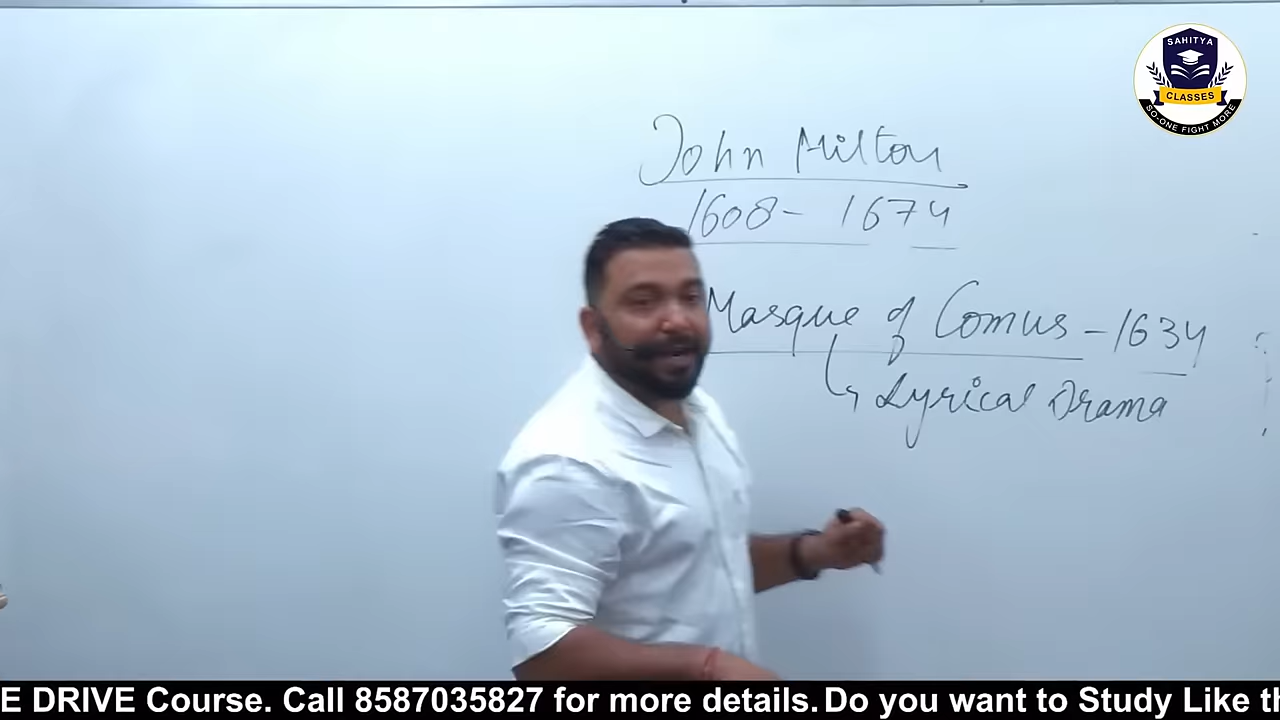 SAHITYA
CLASSES
SO-ONE FIGHT MORE
John Milton
1608 - 1674
Masque of Comus - 1634
Lyrical Drama
E DRIVE Course. Call 8587035827 for more details. Do you want to Study Like th